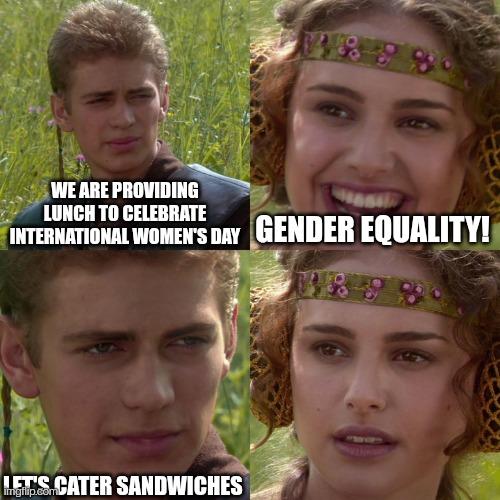 WE ARE PROVIDING
LUNCH TO CELEBRATE
INTERNATIONAL WOMEN'S DAY
GENDER EQUALITY!
LET'S CATER SANDWICHES
imgflip.com